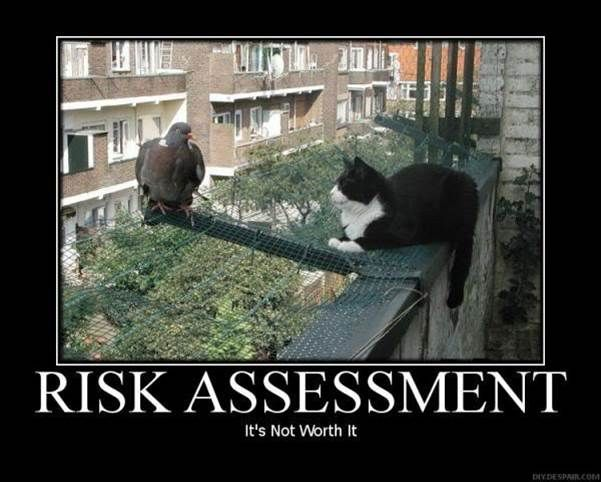 RISK ASSESSMENT
It's Not Worth It
DIYDESPAIR.COM